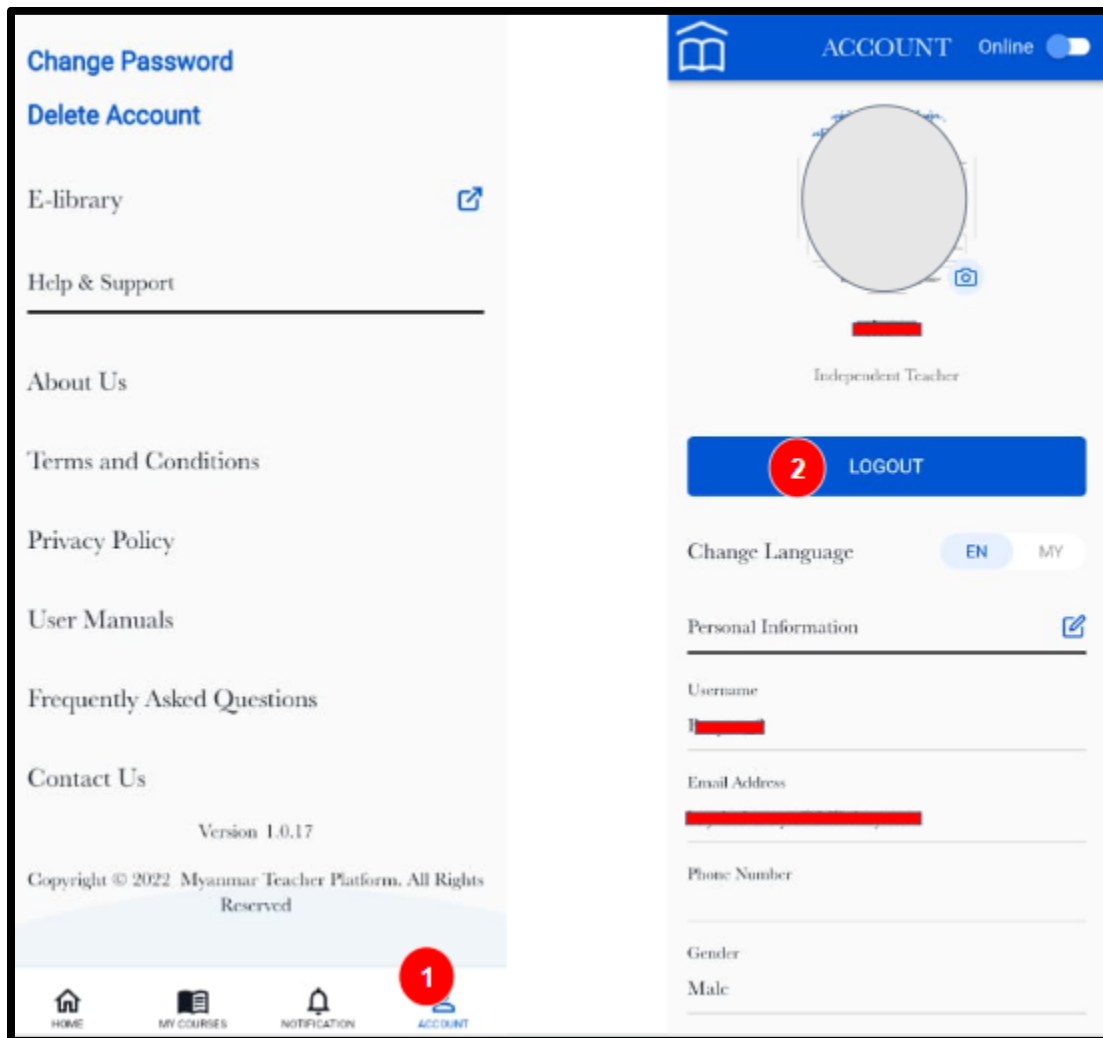 Change Password
Delete Account
E-library
Help & Support
About Us
Terms and Conditions
Privacy Policy
User Manuals
Frequently Asked Questions
Contact Us
Version 1.0.17
Copyright © 2022 Myanmar Teacher Platform. All Rights
Reserved
1
HOME
MY COURSES
NOTIFICATION
ACCOUNT
ACCOUNT
Online
Independent Teacher
2
LOGOUT
Change Language
EN
MY
Personal Information
Username
Email Address
Phone Number
Gender
Male